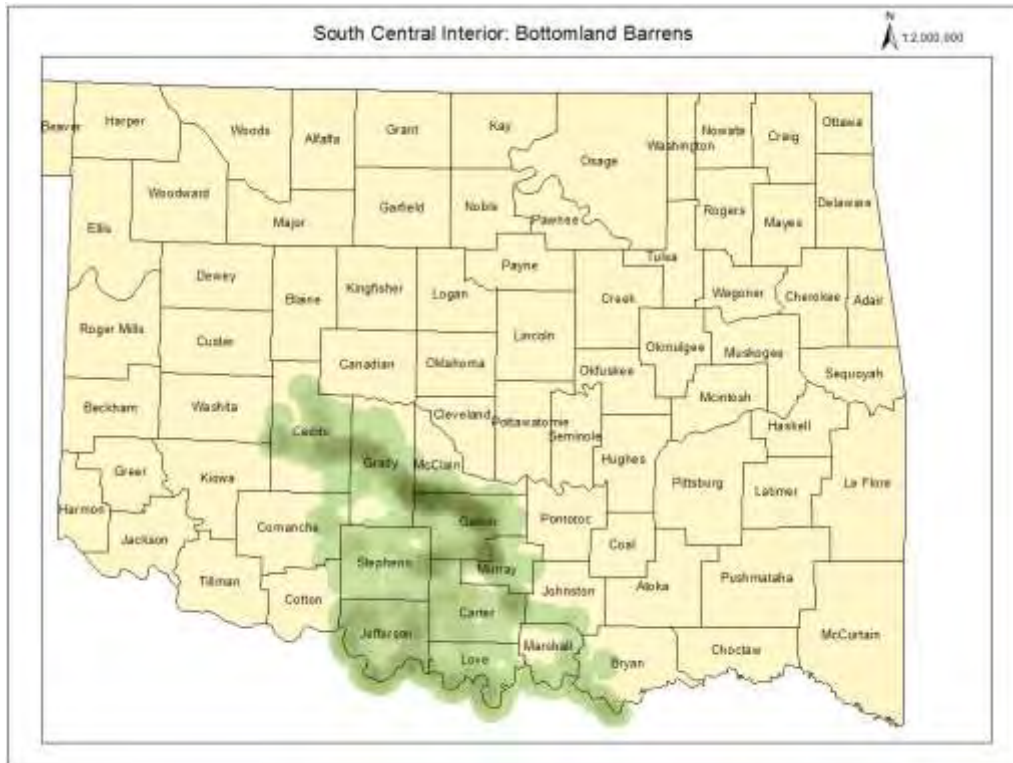 South Central Interior: Bottomland Barrens
N
1:2,000,000
Beaver
Harper
Woods
Alfalfa
Grant
Kay
Osage
Washington
Nowata
Craig
Ottawa
Ellis
Woodward
Major
Garfield
Noble
Pawnee
Rogers
Mayes
Delaware
Dewey
Blaine
Kingfisher
Logan
Payne
Creek
Tulsa
Wagoner
Cherokee
Adair
Roger Mills
Custer
Canadian
Oklahoma
Lincoln
Okfuskee
Okmulgee
Muskogee
Sequoyah
Beckham
Washita
Caddo
Grady
Cleveland
McClain
Pottawatomie
Seminole
Hughes
McIntosh
Haskell
Pittsburg
Latimer
La Flore
Harmon
Greer
Kiowa
Jackson
Comanche
Tillman
Cotton
Stephens
Garvin
Murray
Pontotoc
Coal
Johnston
Atoka
Pushmataha
McCurtain
Jefferson
Carter
Love
Marshall
Bryan
Choctaw